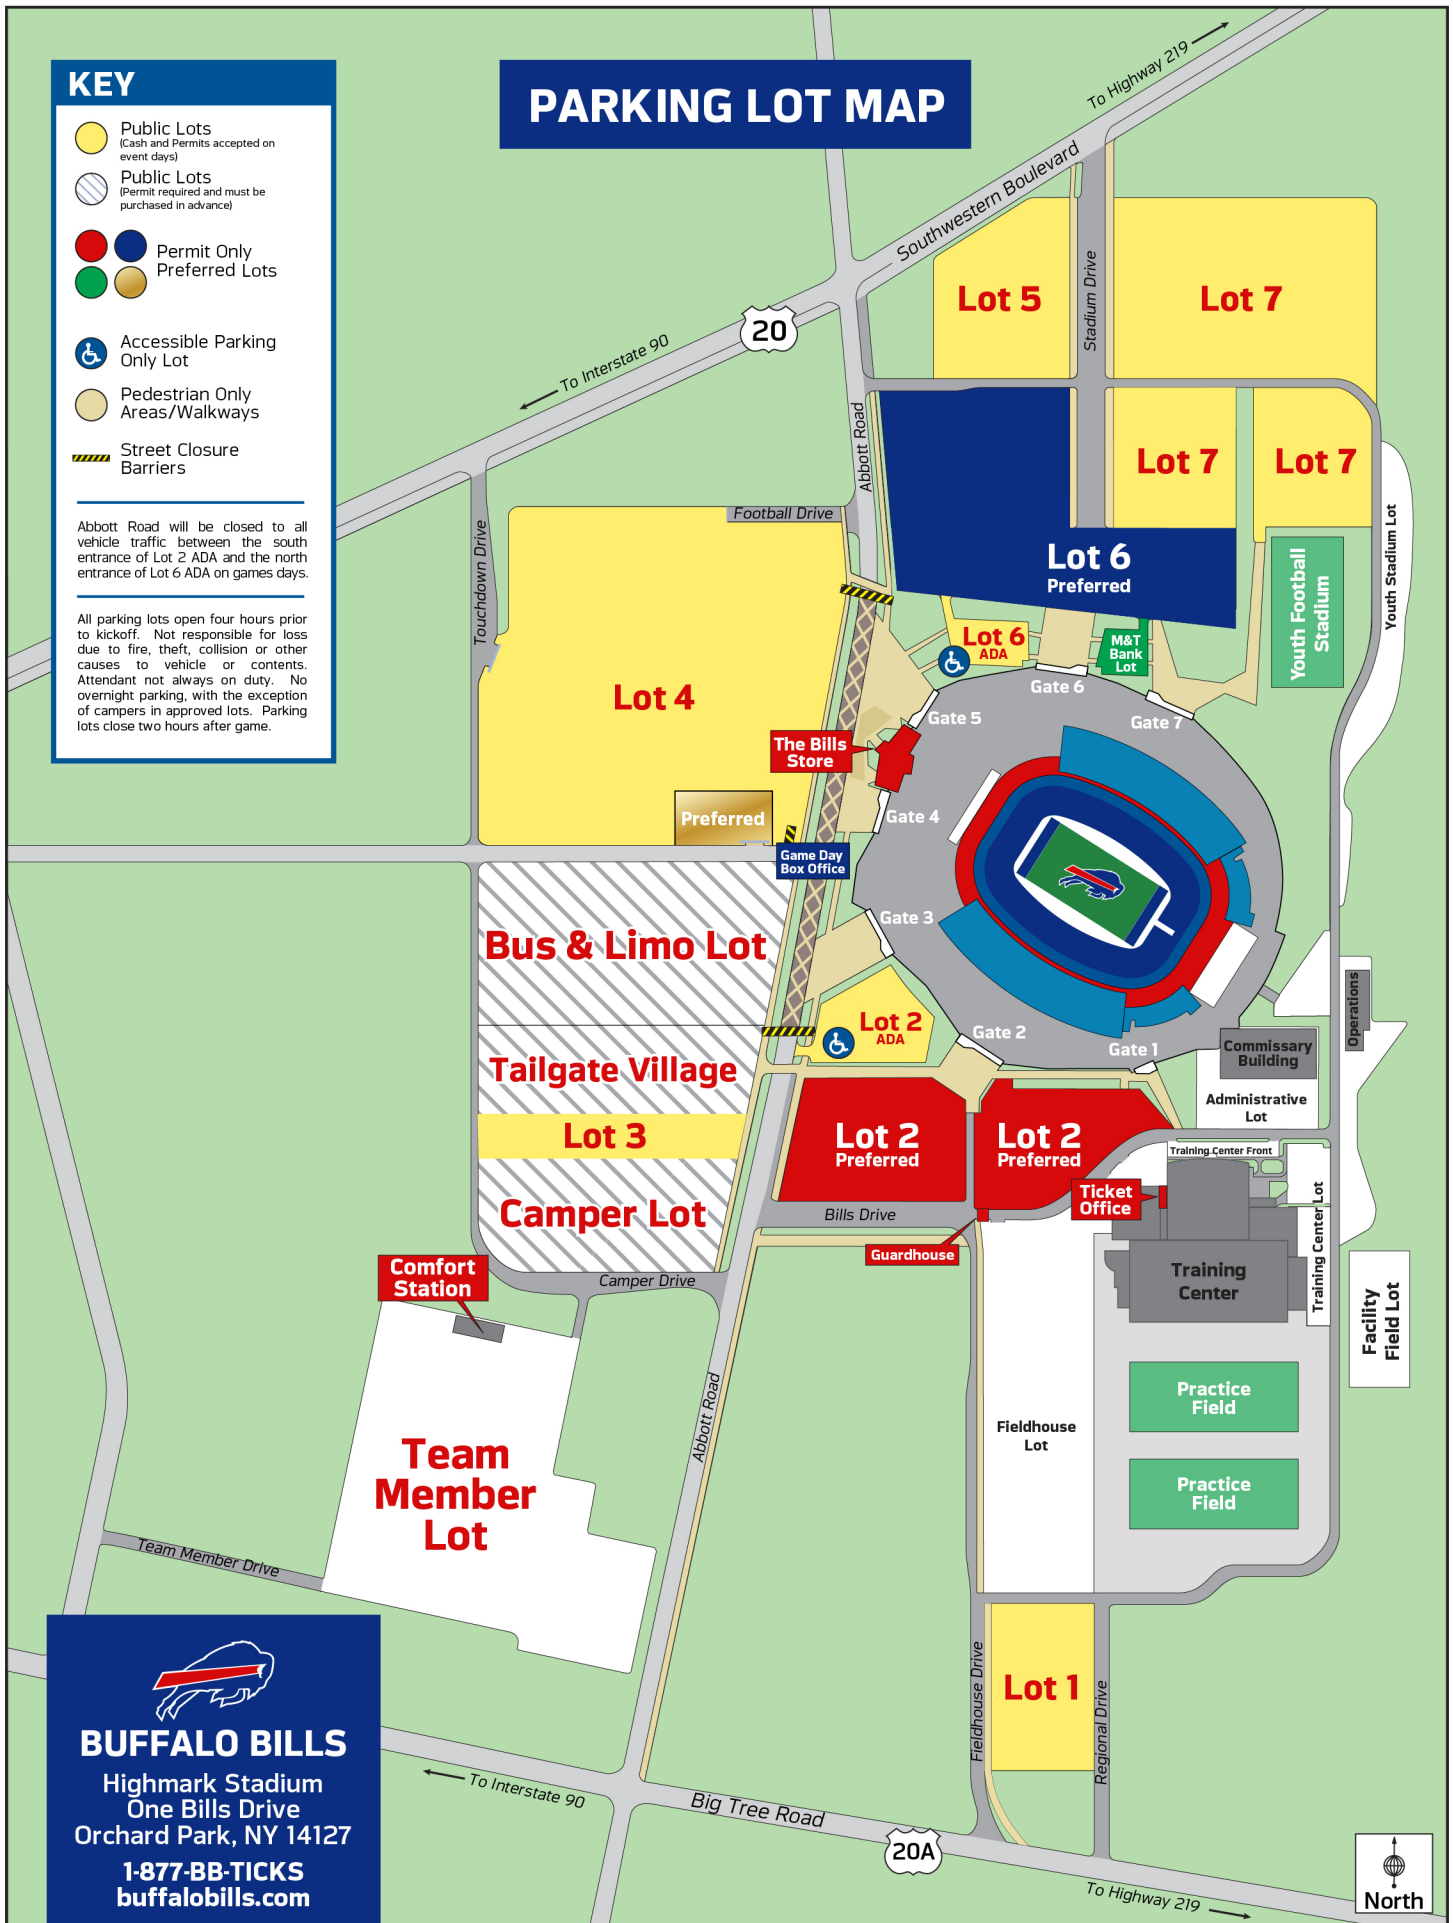 PARKING LOT MAP
KEY
Public Lots
(Cash and Permits accepted on
event days)
Public Lots
(Permit required and must be
purchased in advance)
Permit Only
Preferred Lots
Accessible Parking
Only Lot
Pedestrian Only
Areas/Walkways
Street Closure
Barriers
Abbott Road will be closed to all
vehicle traffic between the south
entrance of Lot 2 ADA and the north
entrance of Lot 6 ADA on games days.
All parking lots open four hours prior
to kickoff. Not responsible for loss
due to fire, theft, collision or other
causes to vehicle or contents.
Attendant not always on duty. No
overnight parking, with the exception
of campers in approved lots. Parking
lots close two hours after game.
To Highway 219
Southwestern Boulevard
20
To Interstate 90
Lot 5
Stadium Drive
Lot 7
Abbott Road
Lot 7
Lot 7
Football Drive
Touchdown Drive
Lot 6
Preferred
Youth Football
Stadium
Youth Stadium Lot
Lot 6
ADA
M&T
Bank
Lot
Gate 6
Gate 7
Gate 5
Lot 4
The Bills
Store
Preferred
Gate 4
Game Day
Box Office
Gate 3
Bus & Limo Lot
Lot 2
ADA
Gate 2
Gate 1
Operations
Commissary
Building
Administrative
Lot
Tailgate Village
Lot 3
Lot 2
Preferred
Lot 2
Preferred
Training Center Front
Ticket
Office
Camper Lot
Bills Drive
Guardhouse
Training Center Lot
Comfort
Station
Camper Drive
Training
Center
Facility
Field Lot
Abbott Road
Practice
Field
Fieldhouse
Lot
Team
Member
Lot
Practice
Field
Team Member Drive
Fieldhouse Drive
Lot 1
Regional Drive
BUFFALO BILLS
Highmark Stadium
One Bills Drive
Orchard Park, NY 14127
1-877-BB-TICKS
buffalobills.com
To Interstate 90
Big Tree Road
20A
To Highway 219
North